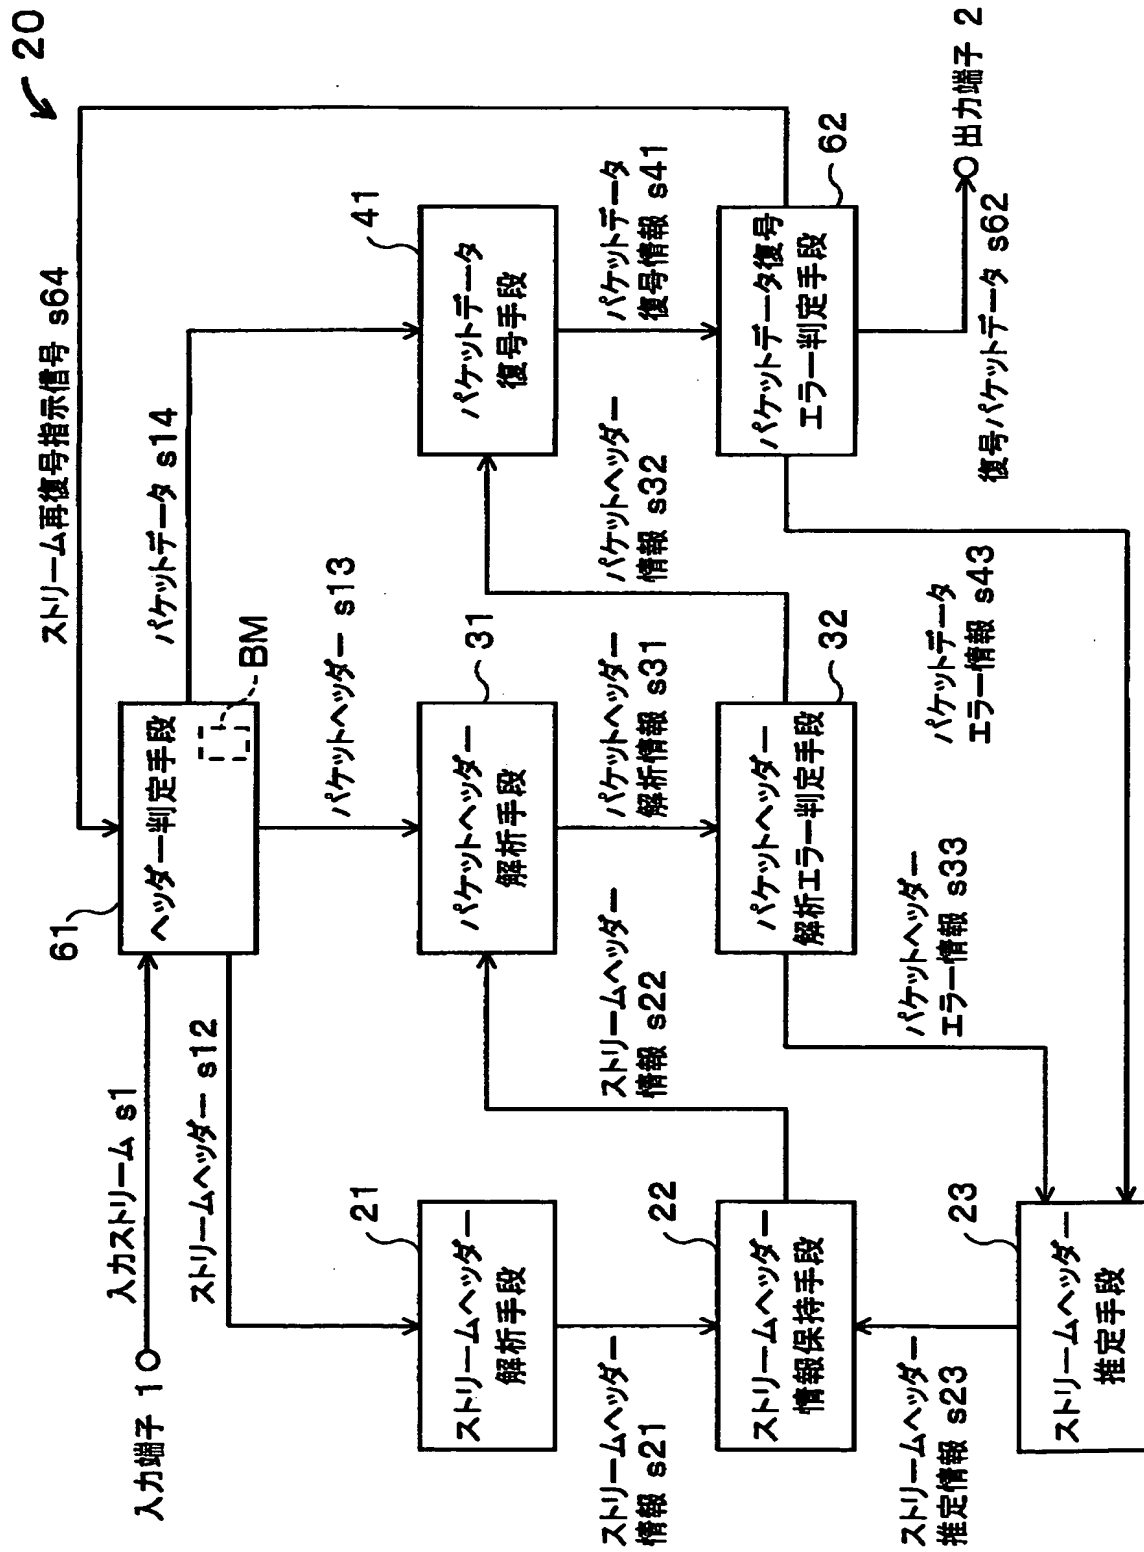 20
入力端子 1
入力ストリーム s1
ストリームヘッダー s12
61
ヘッダー判定手段
BM
ストリーム再復号指示信号 s64
パケットデータ s14
パケットヘッダー s13
21
ストリームヘッダー
解析手段
31
パケットヘッダー
解析手段
41
パケットデータ
復号手段
ストリームヘッダー
情報 s21
ストリームヘッダー
情報 s22
パケットヘッダー
解析情報 s31
パケットヘッダー
情報 s32
パケットデータ
復号情報 s41
22
ストリームヘッダー
情報保持手段
32
パケットヘッダー
解析エラー判定手段
62
パケットデータ復号
エラー判定手段
ストリームヘッダー
推定情報 s23
パケットヘッダー
エラー情報 s33
パケットデータ
エラー情報 s43
復号パケットデータ s62
出力端子 2
23
ストリームヘッダー
推定手段